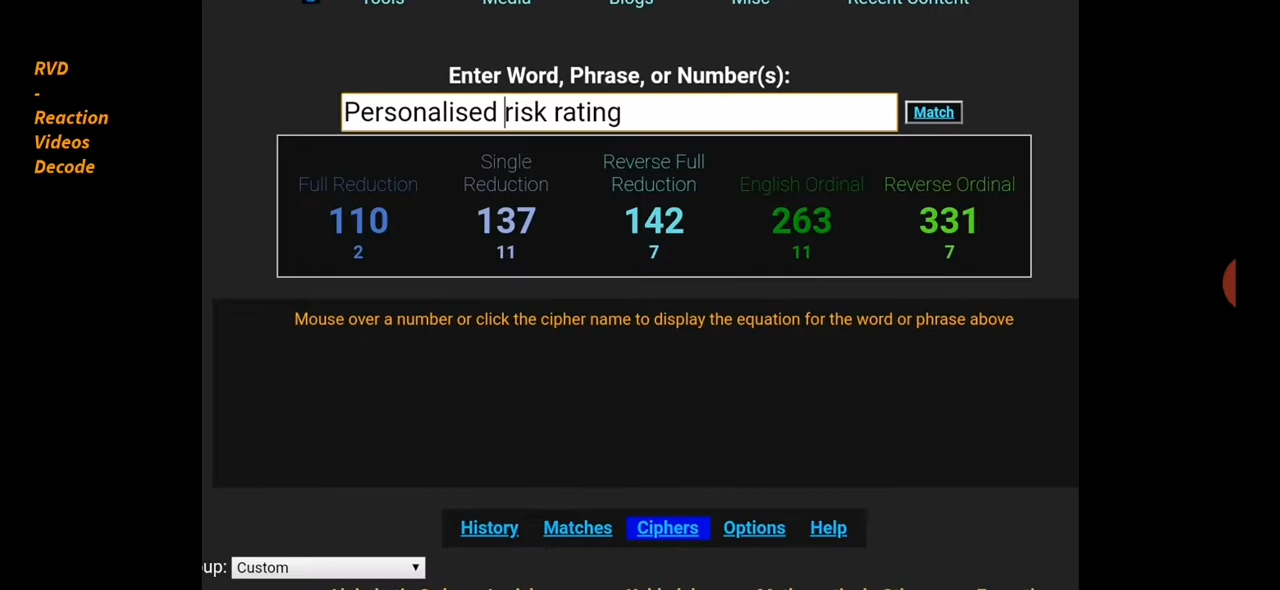 Tools Media Blogs Misc Recent Content
RVD
-
Reaction
Videos
Decode
Enter Word, Phrase, or Number(s):
Personalised risk rating
Match
Full Reduction Single Reduction Reverse Full Reduction English Ordinal Reverse Ordinal
110 137 142 263 331
2 11 7 11 7
Mouse over a number or click the cipher name to display the equation for the word or phrase above
History Matches Ciphers Options Help
up: Custom